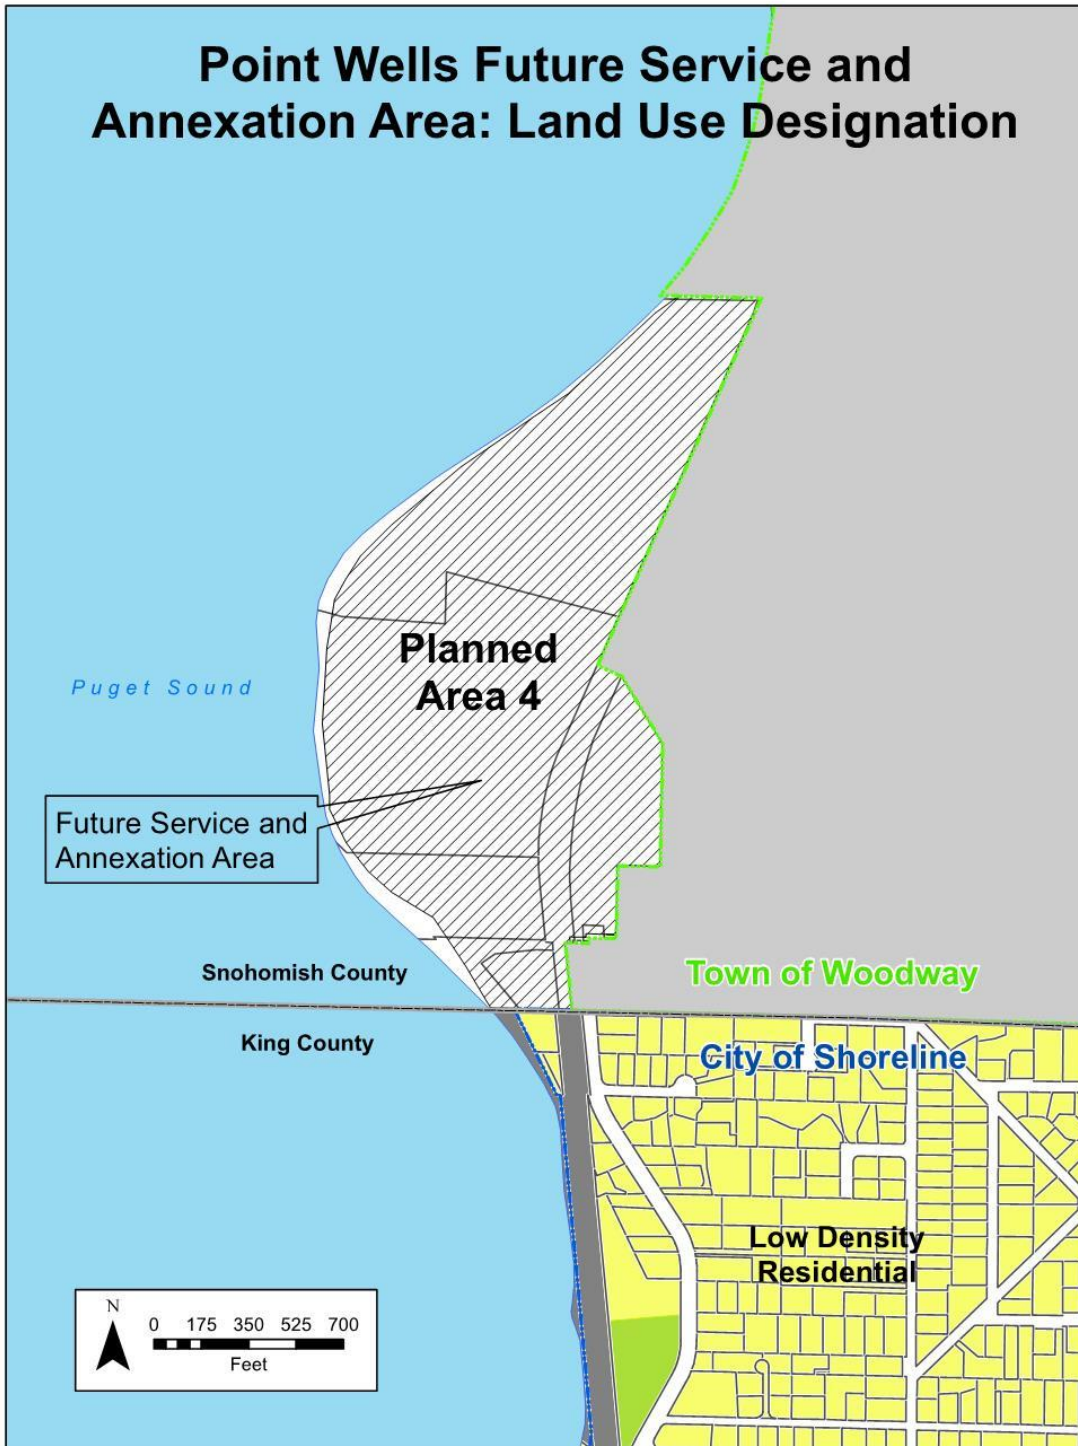 Point Wells Future Service and
Annexation Area: Land Use Designation
Planned
Area 4
Puget Sound
Future Service and
Annexation Area
Snohomish County
Town of Woodway
King County
City of Shoreline
Low Density
Residential
N
0 175 350 525 700
Feet